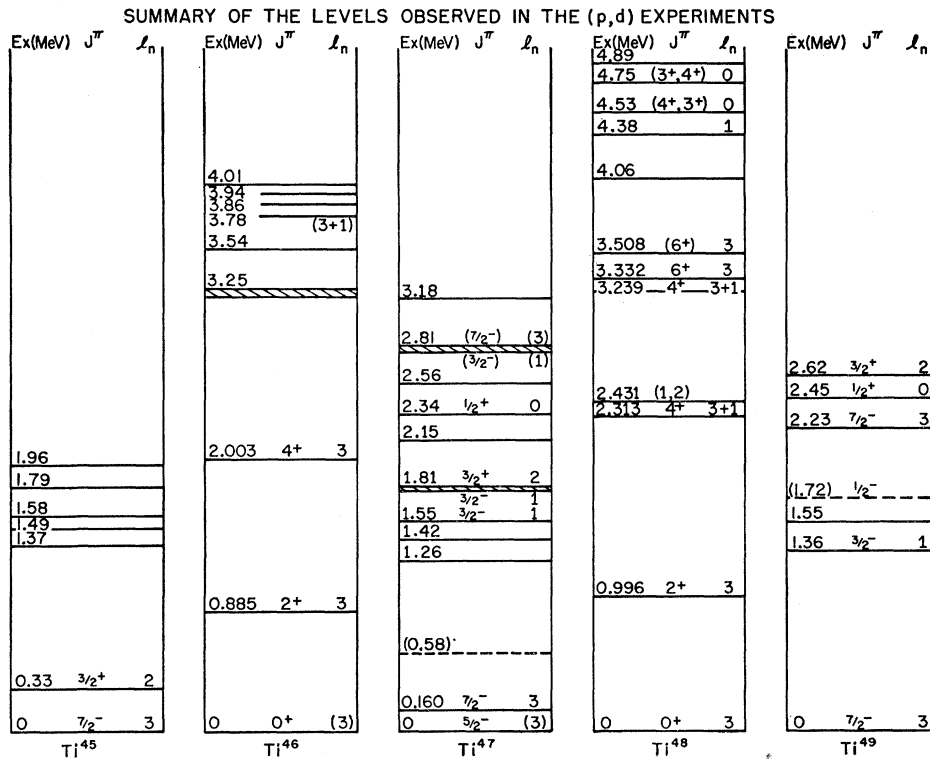 SUMMARY OF THE LEVELS OBSERVED IN THE (p,d) EXPERIMENTS
Ex(MeV) Jπ ℓn
1.96
1.79
1.58
1.49
1.37
0.33 3/2+ 2
0 7/2− 3
Ti45
Ex(MeV) Jπ ℓn
4.01
3.94
3.86
3.78 (3+1)
3.54
3.25
2.003 4+ 3
0.885 2+ 3
0 0+ (3)
Ti46
Ex(MeV) Jπ ℓn
3.18
2.81 (7/2−) (3)
(3/2−) (1)
2.56
2.34 1/2+ 0
2.15
1.81 3/2+ 2
3/2− 1
1.55 3/2− 1
1.42
1.26
(0.58)
0.160 7/2− 3
0 5/2− (3)
Ti47
Ex(MeV) Jπ ℓn
4.89
4.75 (3+,4+) 0
4.53 (4+,3+) 0
4.38 1
4.06
3.508 (6+) 3
3.332 6+ 3
3.239 4+ 3+1
2.431 (1,2)
2.313 4+ 3+1
0.996 2+ 3
0 0+ 3
Ti48
Ex(MeV) Jπ ℓn
2.62 3/2+ 2
2.45 1/2+ 0
2.23 7/2− 3
(1.72) 1/2−
1.55
1.36 3/2− 1
0 7/2− 3
Ti49